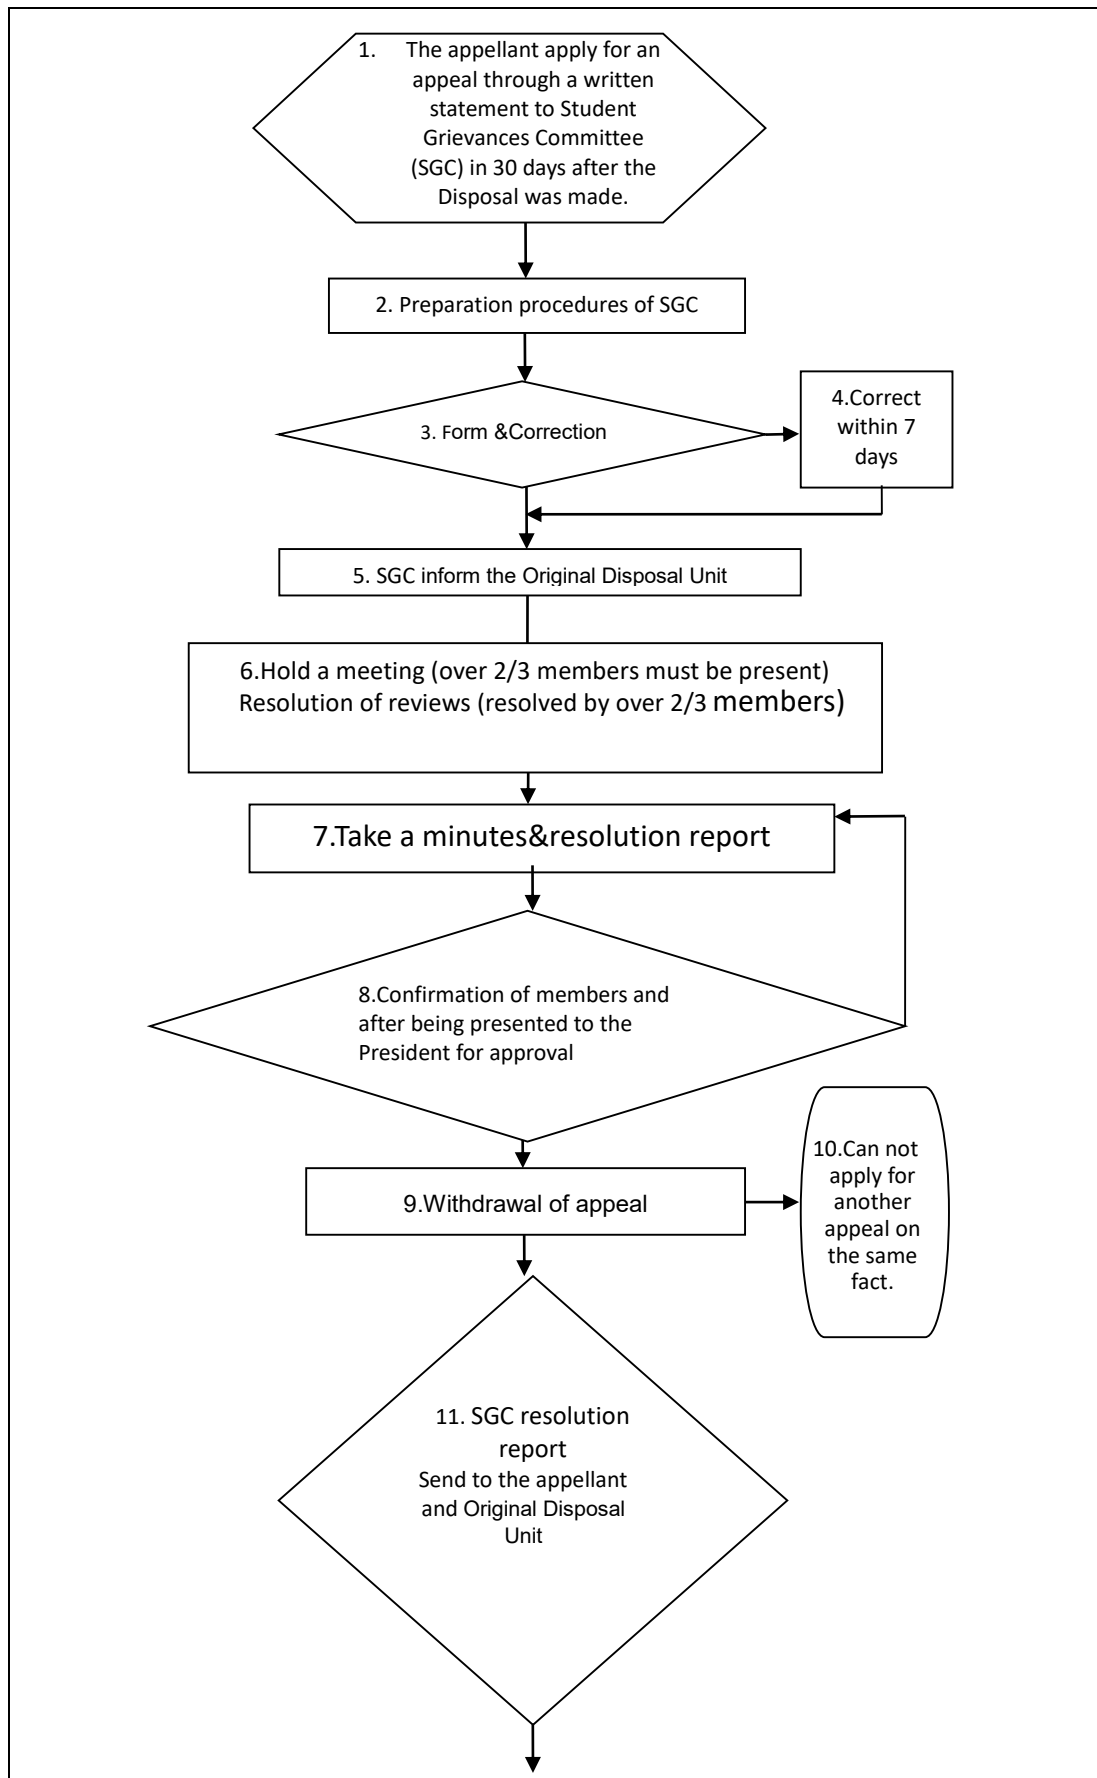 1. The appellant apply for an
appeal through a written
statement to Student
Grievances Committee
(SGC) in 30 days after the
Disposal was made.
2. Preparation procedures of SGC
3. Form &Correction
4.Correct
within 7
days
5. SGC inform the Original Disposal Unit
6.Hold a meeting (over 2/3 members must be present)
Resolution of reviews (resolved by over 2/3 members)
7.Take a minutes&resolution report
8.Confirmation of members and
after being presented to the
President for approval
9.Withdrawal of appeal
10.Can not
apply for
another
appeal on
the same
fact.
11. SGC resolution
report
Send to the appellant
and Original Disposal
Unit